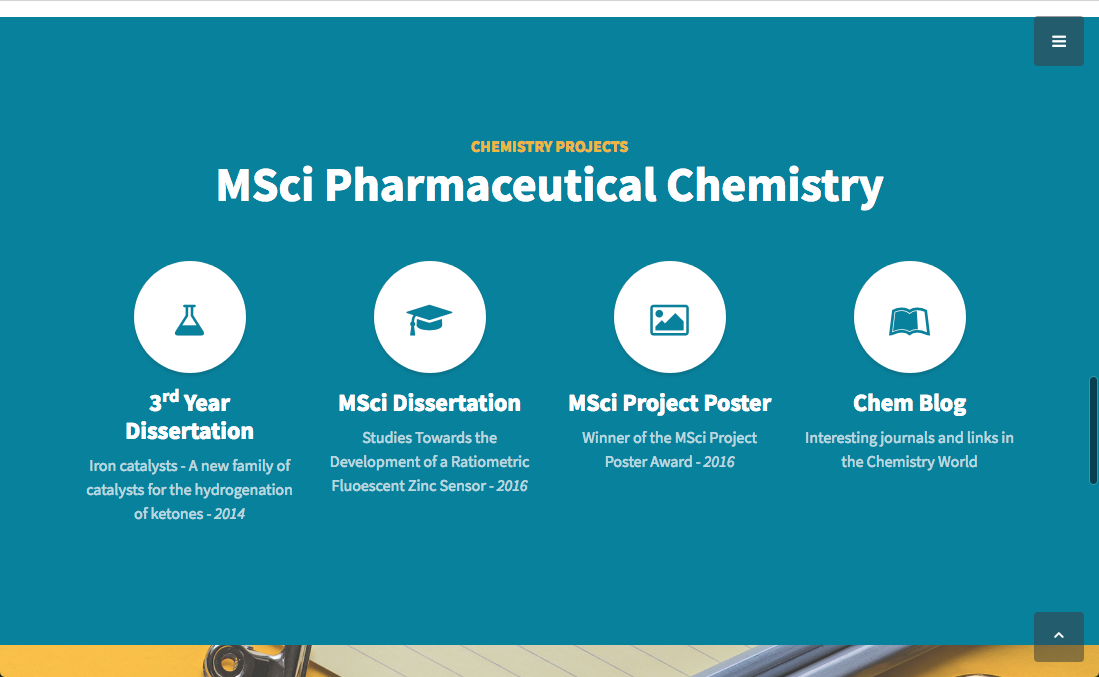 CHEMISTRY PROJECTS
MSci Pharmaceutical Chemistry
3rd Year
Dissertation
Iron catalysts - A new family of
catalysts for the hydrogenation
of ketones - 2014
MSci Dissertation
Studies Towards the
Development of a Ratiometric
Fluoescent Zinc Sensor - 2016
MSci Project Poster
Winner of the MSci Project
Poster Award - 2016
Chem Blog
Interesting journals and links in
the Chemistry World